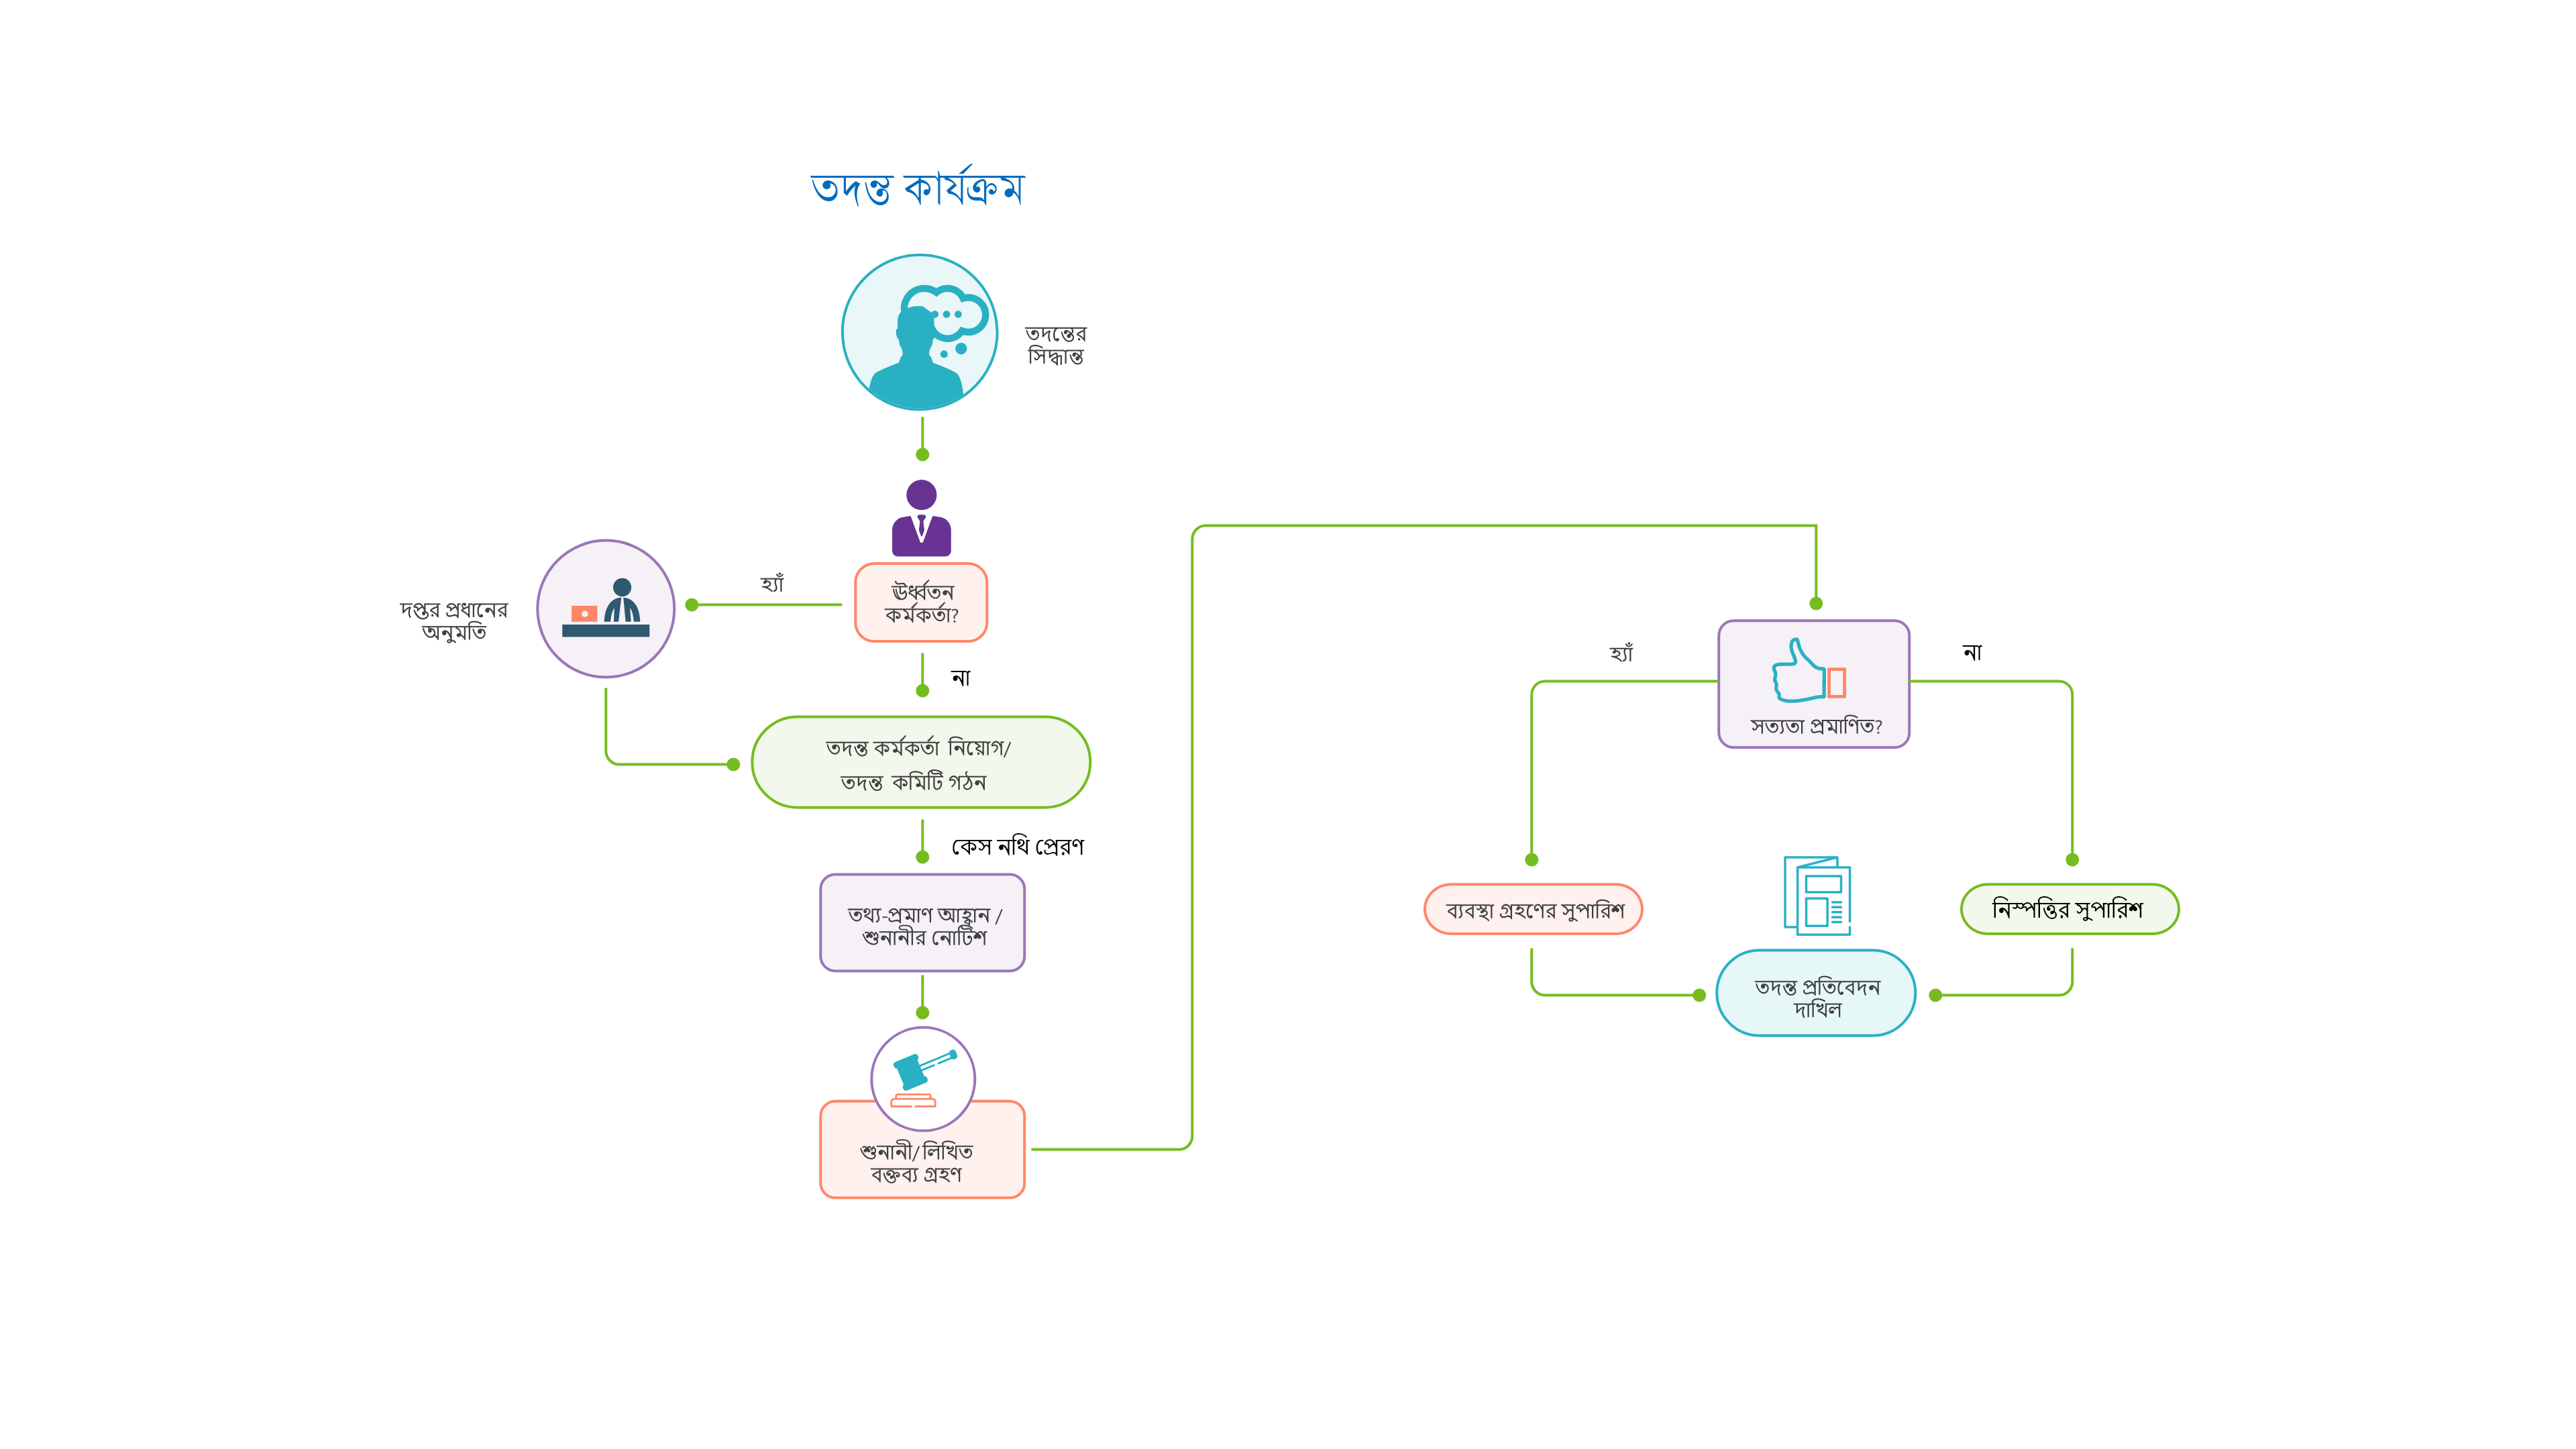 তদন্ত কার্যক্রম
তদন্তের
সিদ্ধান্ত
ঊর্ধ্বতন
কর্মকর্তা?
হ্যাঁ
দপ্তর প্রধানের
অনুমতি
না
তদন্ত কর্মকর্তা নিয়োগ/
তদন্ত কমিটি গঠন
কেস নথি প্রেরণ
তথ্য-প্রমাণ আহ্বান /
শুনানীর নোটিশ
শুনানী/ লিখিত
বক্তব্য গ্রহণ
সত্যতা প্রমাণিত?
হ্যাঁ
না
ব্যবস্থা গ্রহণের সুপারিশ
নিস্পত্তির সুপারিশ
তদন্ত প্রতিবেদন
দাখিল